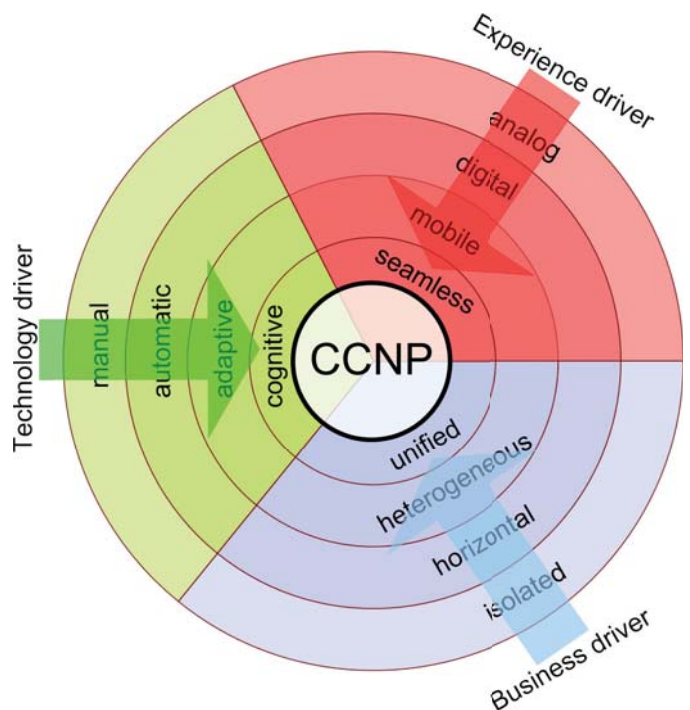 Experience driver
analog
digital
mobile
seamless
Technology driver
manual
automatic
adaptive
cognitive
CCNP
unified
heterogeneous
horizontal
isolated
Business driver